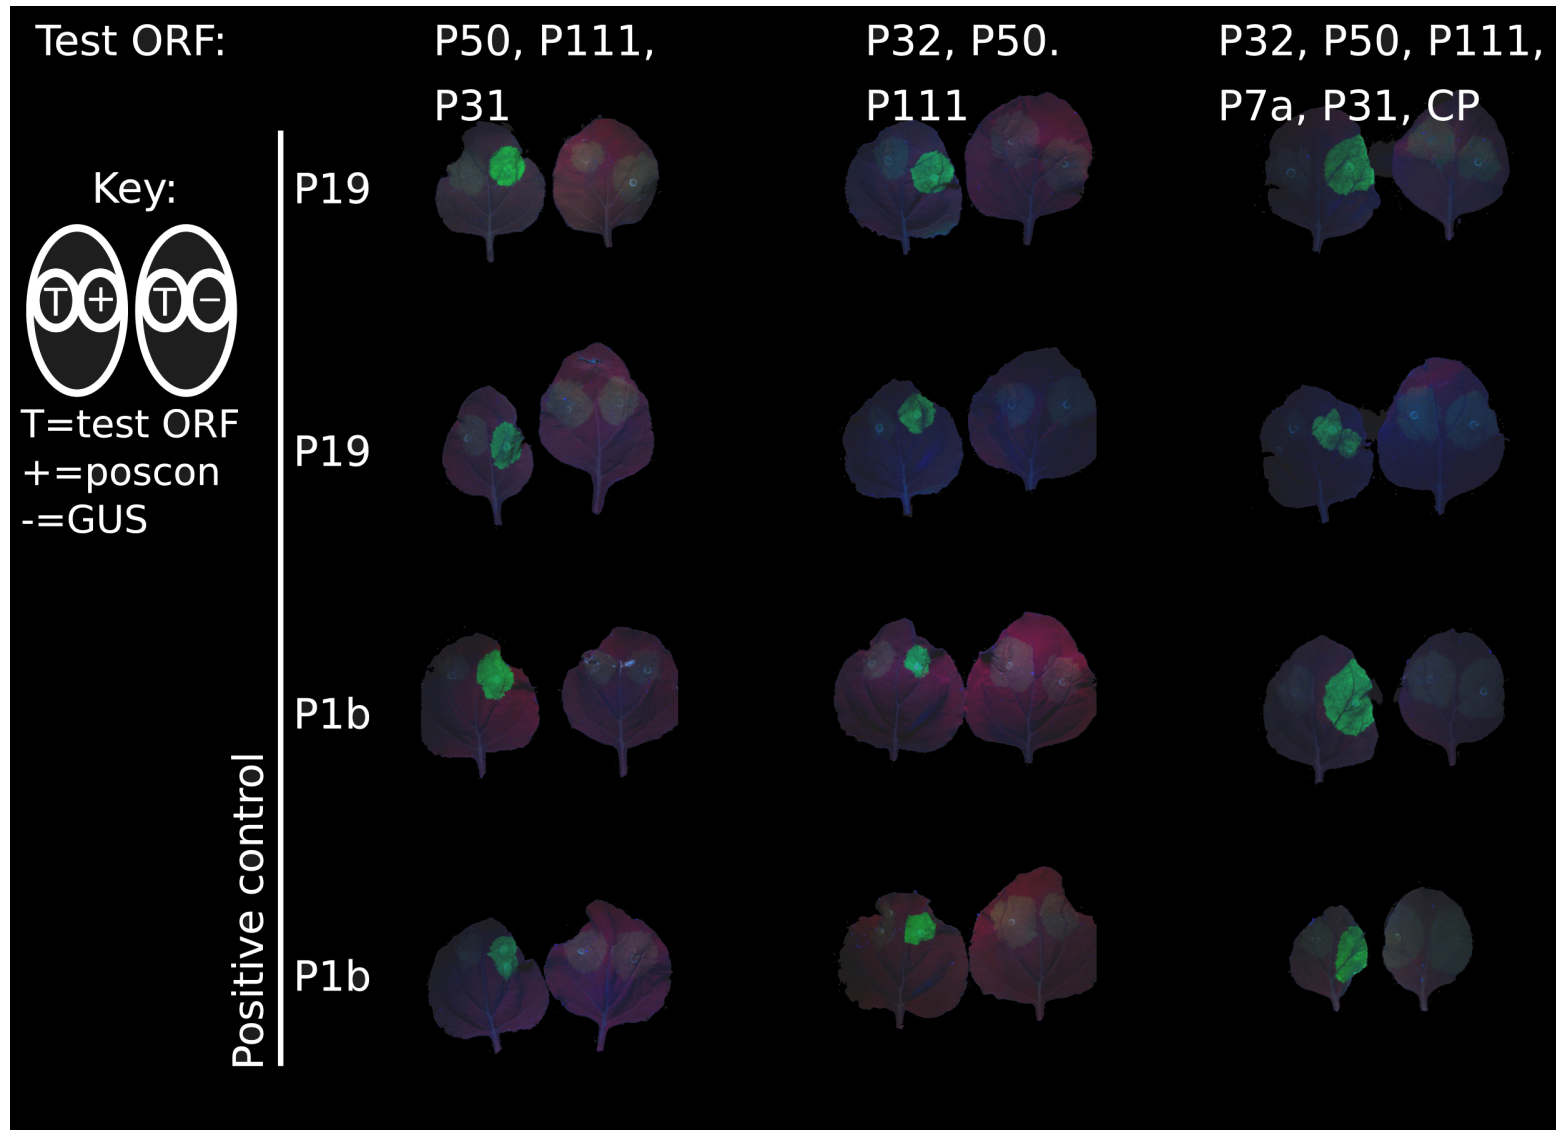 Test ORF:
P50, P111,
P31
P32, P50.
P111
P32, P50, P111,
P7a, P31, CP
Key:
T + T −
T=test ORF
+=poscon
-=GUS
P19
P19
P1b
P1b
Positive control